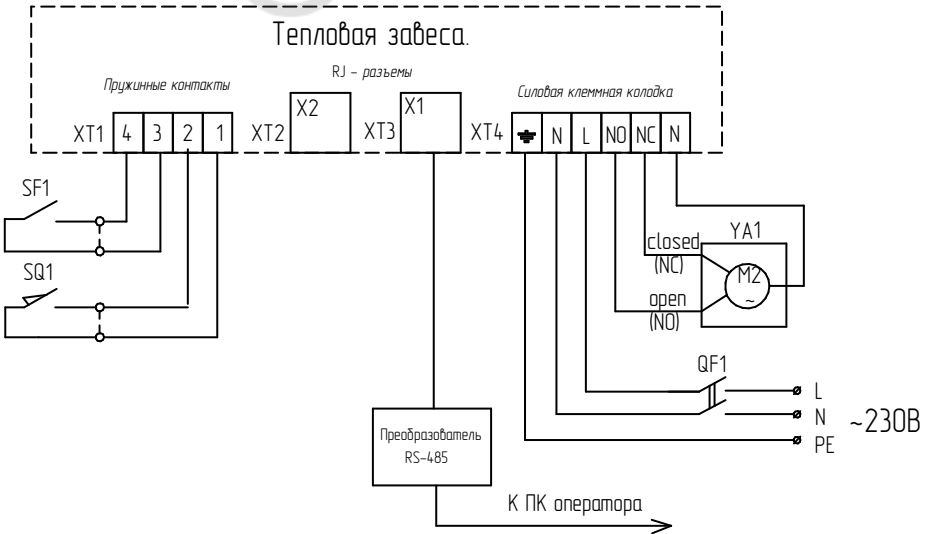 Тепловая завеса.
Пружинные контакты
RJ - разъемы
Силовая клеммная колодка
XT1 4 3 2 1
XT2 X2
XT3 X1
XT4 N L NO NC N
SF1
SQ1
closed
(NC)
open
(NO)
YA1
M2
~
QF1
L
N
PE
~230В
Преобразователь
RS-485
К ПК оператора